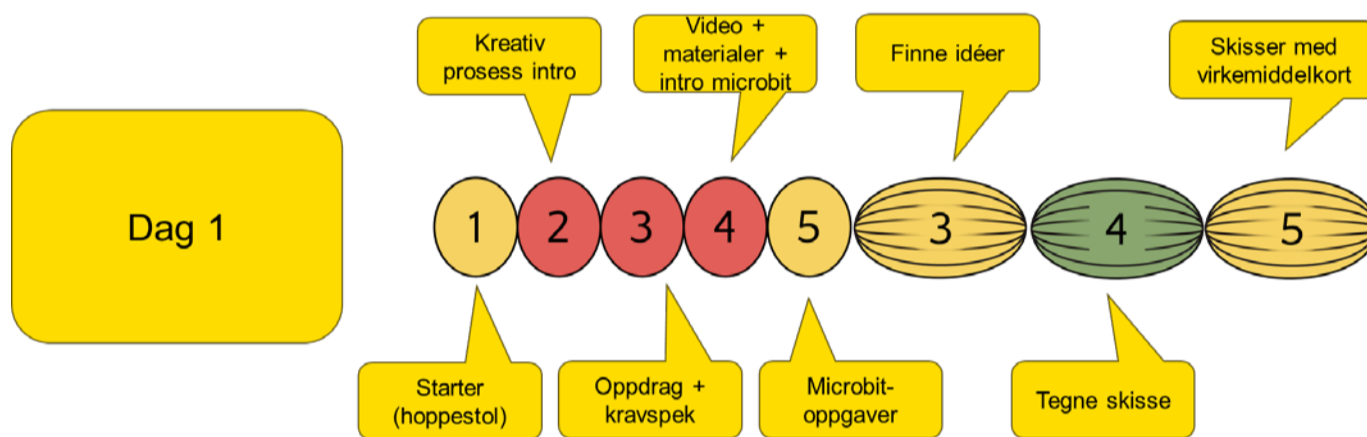 Dag 1
Kreativ
prosess intro
Video +
materialer +
intro microbit
Finne idéer
Skisser med
virkemiddelkort
1
2
3
4
5
3
4
5
Starter
(hoppestol)
Oppdrag +
kravspek
Microbit-
oppgaver
Tegne skisse